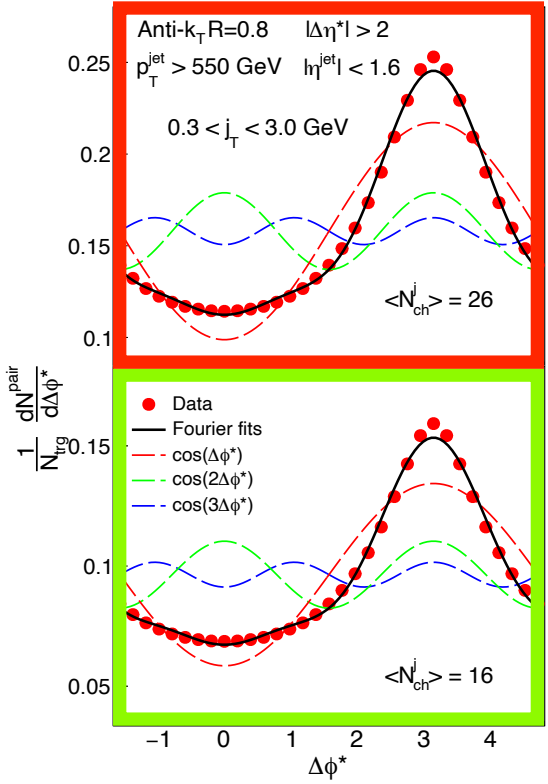 Anti-k_T R=0.8 |Δη*| > 2
p_T^jet > 550 GeV |η^jet| < 1.6
0.3 < j_T < 3.0 GeV
0.25
0.2
0.15
0.1
<N_ch^j> = 26
1/N_trg dN^pair/dΔϕ*
Data
Fourier fits
cos(Δϕ*)
cos(2Δϕ*)
cos(3Δϕ*)
0.15
0.1
0.05
<N_ch^j> = 16
−1 0 1 2 3 4
Δϕ*